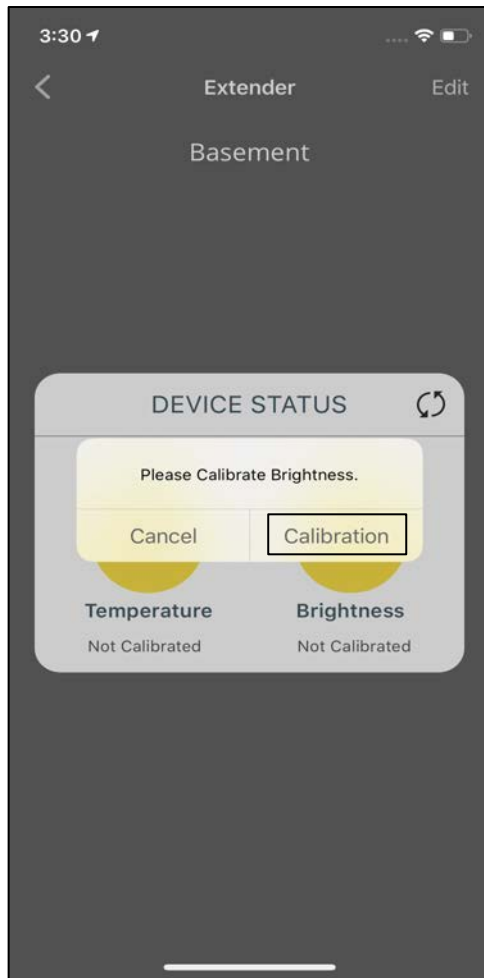 3:30
Extender
Edit
Basement
DEVICE STATUS
Please Calibrate Brightness.
Cancel
Calibration
Temperature
Brightness
Not Calibrated
Not Calibrated